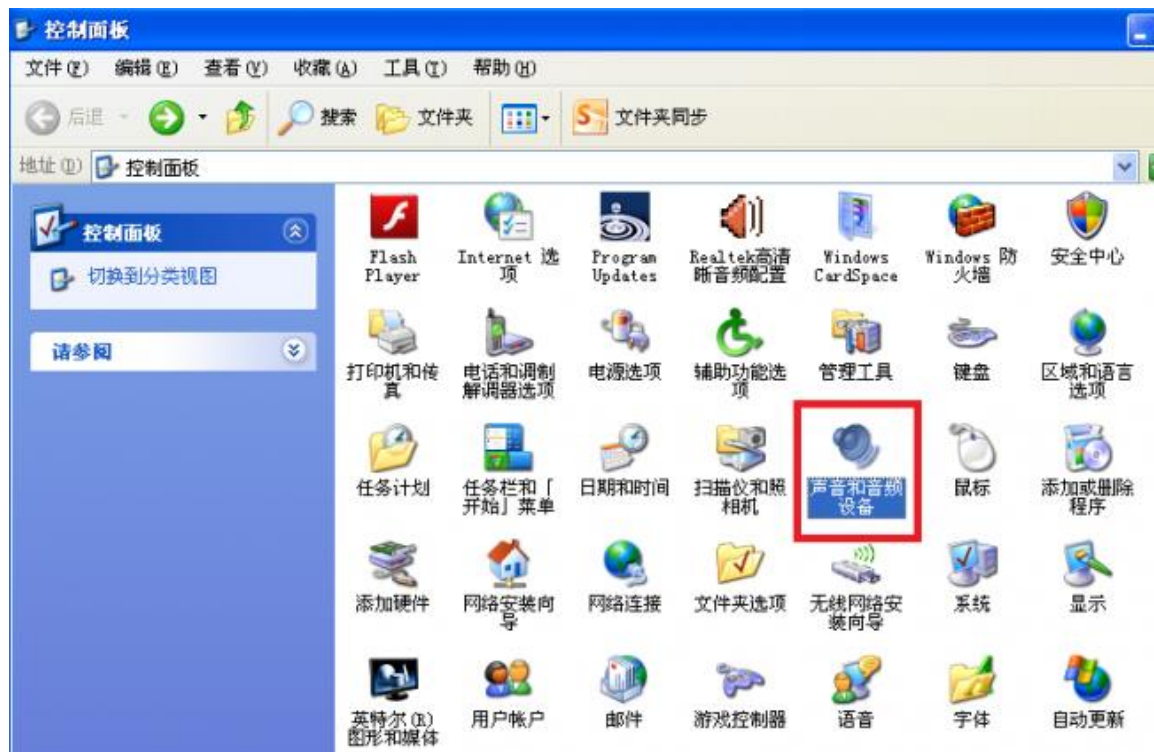 控制面板
文件(F) 编辑(E) 查看(V) 收藏(A) 工具(T) 帮助(H)
后退 搜索 文件夹 S 文件夹同步
地址(D) 控制面板
控制面板
切换到分类视图
请参阅
Flash
Player
Internet 选
项
Program
Updates
Realtek高清
晰音频配置
Windows
CardSpace
Windows 防
火墙
安全中心
打印机和传
真
电话和调制
解调器选项
电源选项
辅助功能选
项
管理工具
键盘
区域和语言
选项
任务计划
任务栏和「
开始」菜单
日期和时间
扫描仪和照
相机
声音和音频
设备
鼠标
添加或删除
程序
添加硬件
网络安装向
导
网络连接
文件夹选项
无线网络安
装向导
系统
显示
英特尔(R)
图形和媒体
用户帐户
邮件
游戏控制器
语音
字体
自动更新